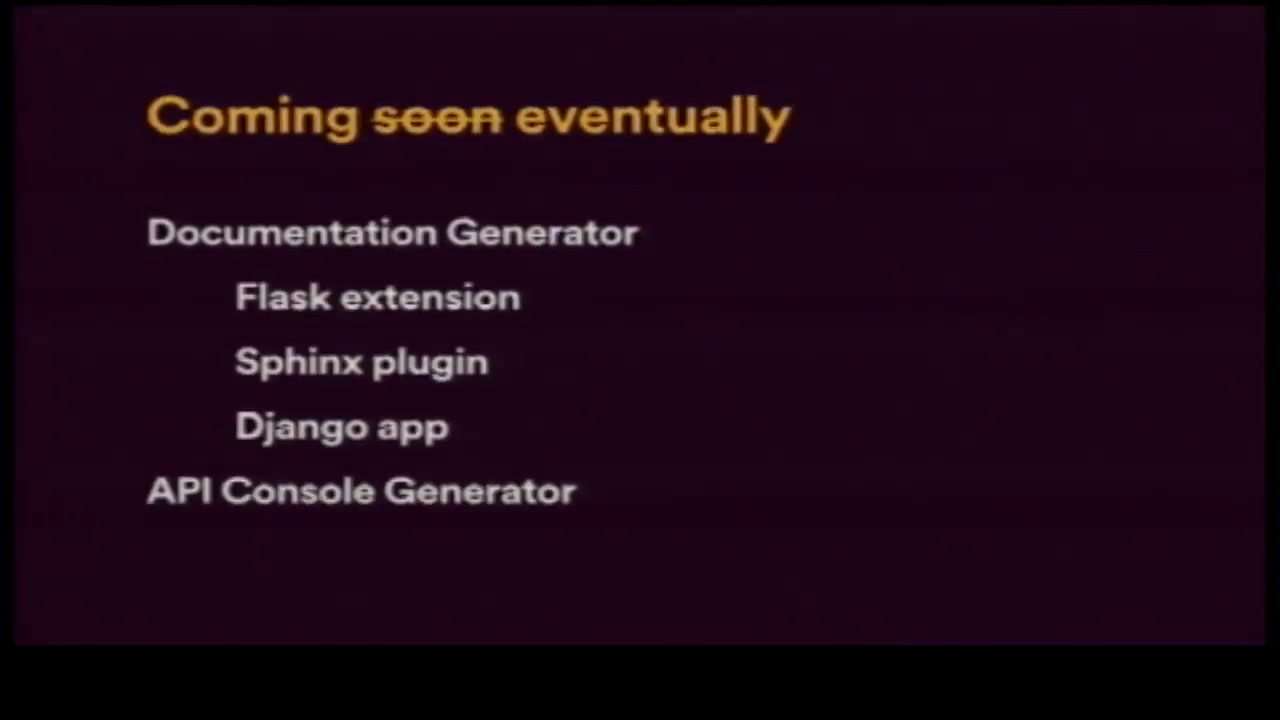 Coming soon eventually
Documentation Generator
Flask extension
Sphinx plugin
Django app
API Console Generator